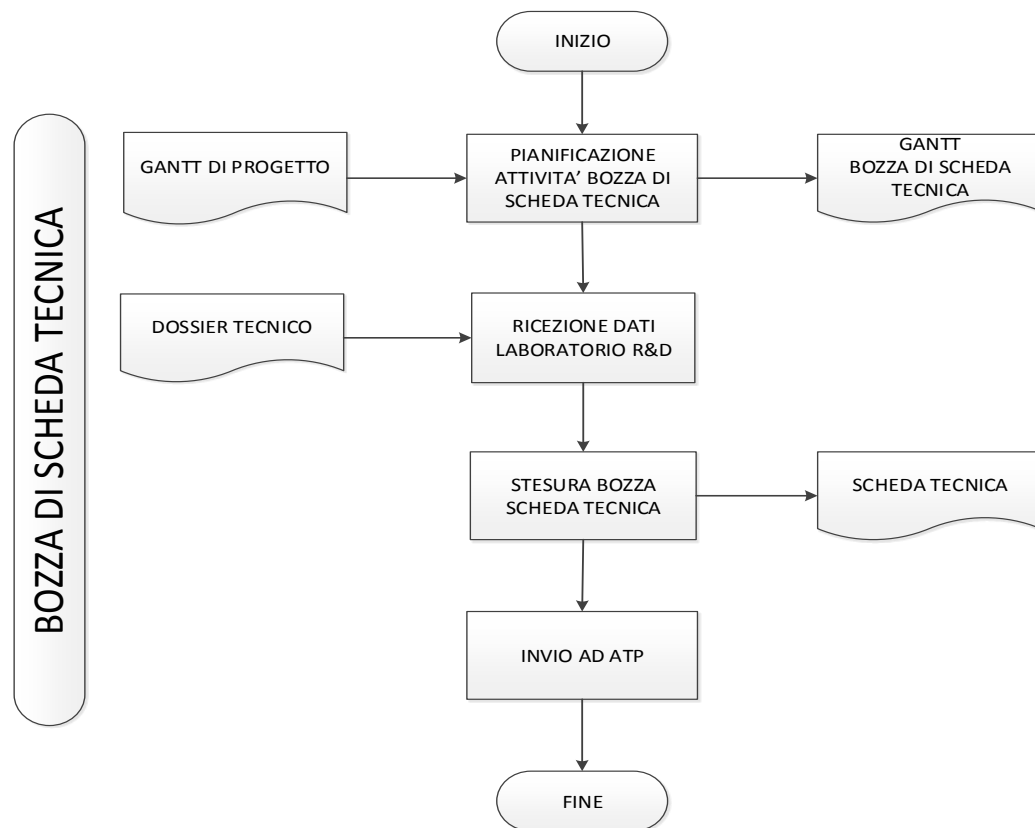 BOZZA DI SCHEDA TECNICA
INIZIO
GANTT DI PROGETTO
PIANIFICAZIONE
ATTIVITA’ BOZZA DI
SCHEDA TECNICA
GANTT
BOZZA DI SCHEDA
TECNICA
DOSSIER TECNICO
RICEZIONE DATI
LABORATORIO R&D
STESURA BOZZA
SCHEDA TECNICA
SCHEDA TECNICA
INVIO AD ATP
FINE